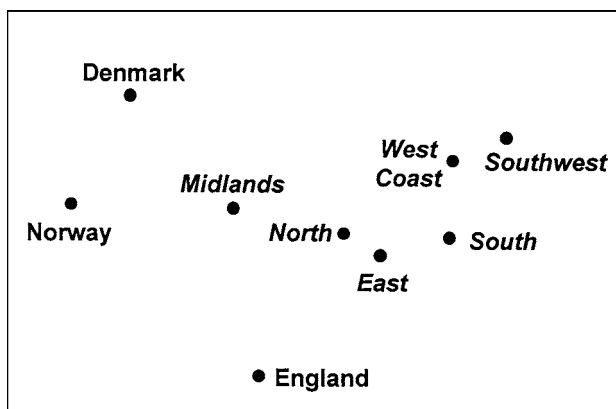 Denmark
West
Coast
Southwest
Midlands
Norway
North
South
East
England